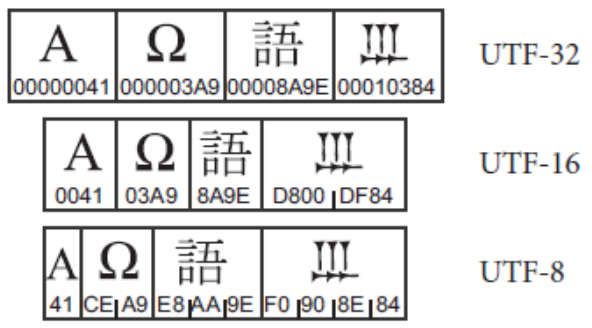 A Ω 語 𐎄 UTF-32
00000041 000003A9 00008A9E 00010384
A Ω 語 𐎄 UTF-16
0041 03A9 8A9E D800 DF84
A Ω 語 𐎄 UTF-8
41 CE A9 E8 AA 9E F0 90 8E 84